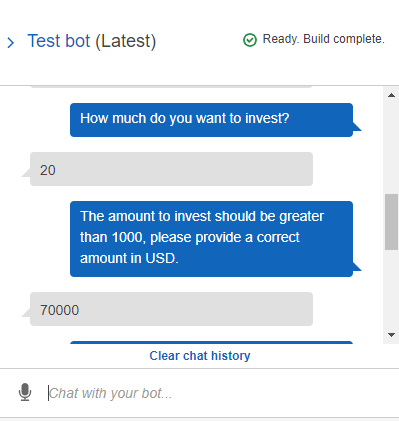 Test bot (Latest)
Ready. Build complete.
How much do you want to invest?
20
The amount to invest should be greater
than 1000, please provide a correct
amount in USD.
70000
Clear chat history
Chat with your bot...